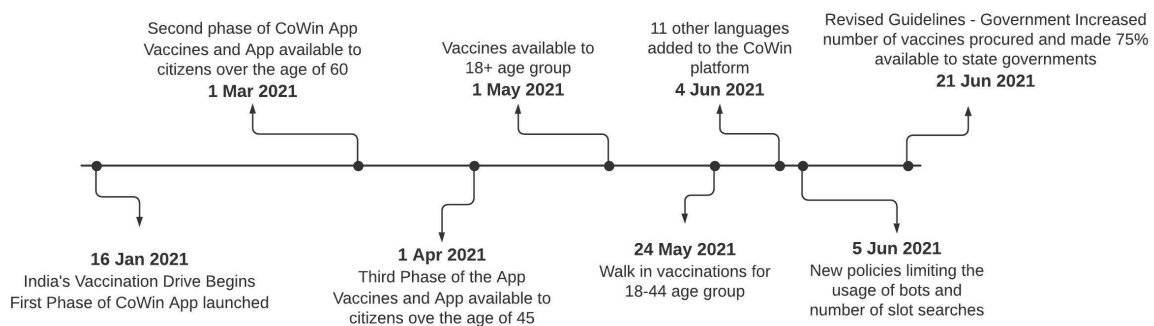 Second phase of CoWin App
Vaccines and App available to
citizens over the age of 60
1 Mar 2021
Vaccines available to
18+ age group
1 May 2021
11 other languages
added to the CoWin
platform
4 Jun 2021
Revised Guidelines - Government Increased
number of vaccines procured and made 75%
available to state governments
21 Jun 2021
16 Jan 2021
India's Vaccination Drive Begins
First Phase of CoWin App launched
1 Apr 2021
Third Phase of the App
Vaccines and App available to
citizens ove the age of 45
24 May 2021
Walk in vaccinations for
18-44 age group
5 Jun 2021
New policies limiting the
usage of bots and
number of slot searches